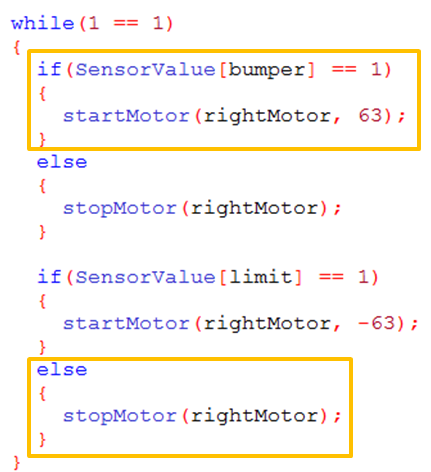 while(1 == 1)
{
if(SensorValue[bumper] == 1)
{
startMotor(rightMotor, 63);
}
else
{
stopMotor(rightMotor);
}
if(SensorValue[limit] == 1)
{
startMotor(rightMotor, -63);
}
else
{
stopMotor(rightMotor);
}
}